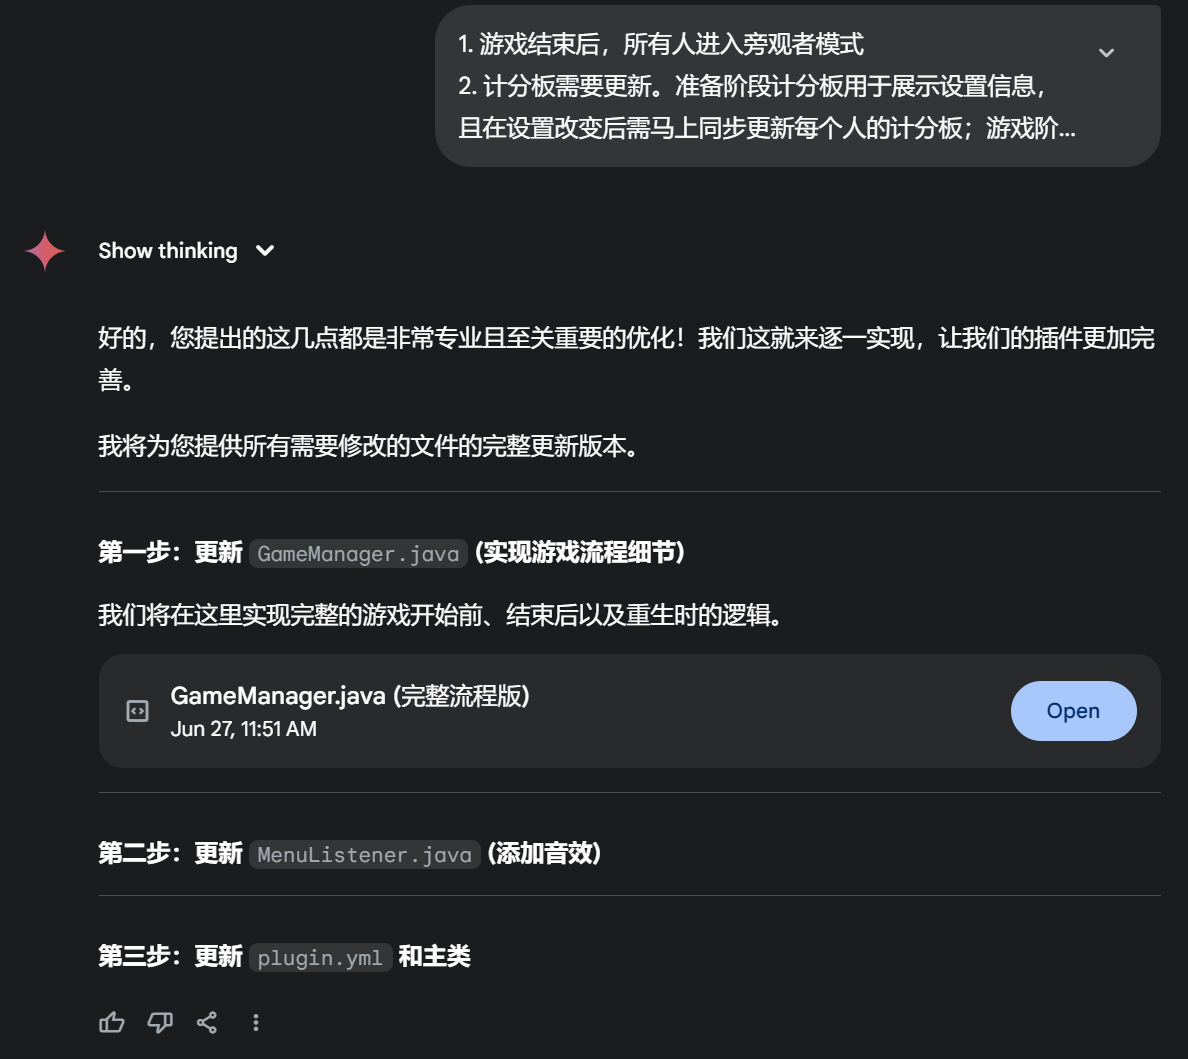 1. 游戏结束后，所有人进入旁观者模式
2. 计分板需要更新。准备阶段计分板用于展示设置信息，
且在设置改变后需马上同步更新每个人的计分板；游戏阶...
Show thinking
好的，您提出的这几点都是非常专业且至关重要的优化！我们这就来逐一实现，让我们的插件更加完
善。
我将为您提供所有需要修改的文件的完整更新版本。
第一步：更新 GameManager.java (实现游戏流程细节)
我们将在这里实现完整的游戏开始前、结束后以及重生时的逻辑。
GameManager.java (完整流程版)
Jun 27, 11:51 AM
Open
第二步：更新 MenuListener.java (添加音效)
第三步：更新 plugin.yml 和主类